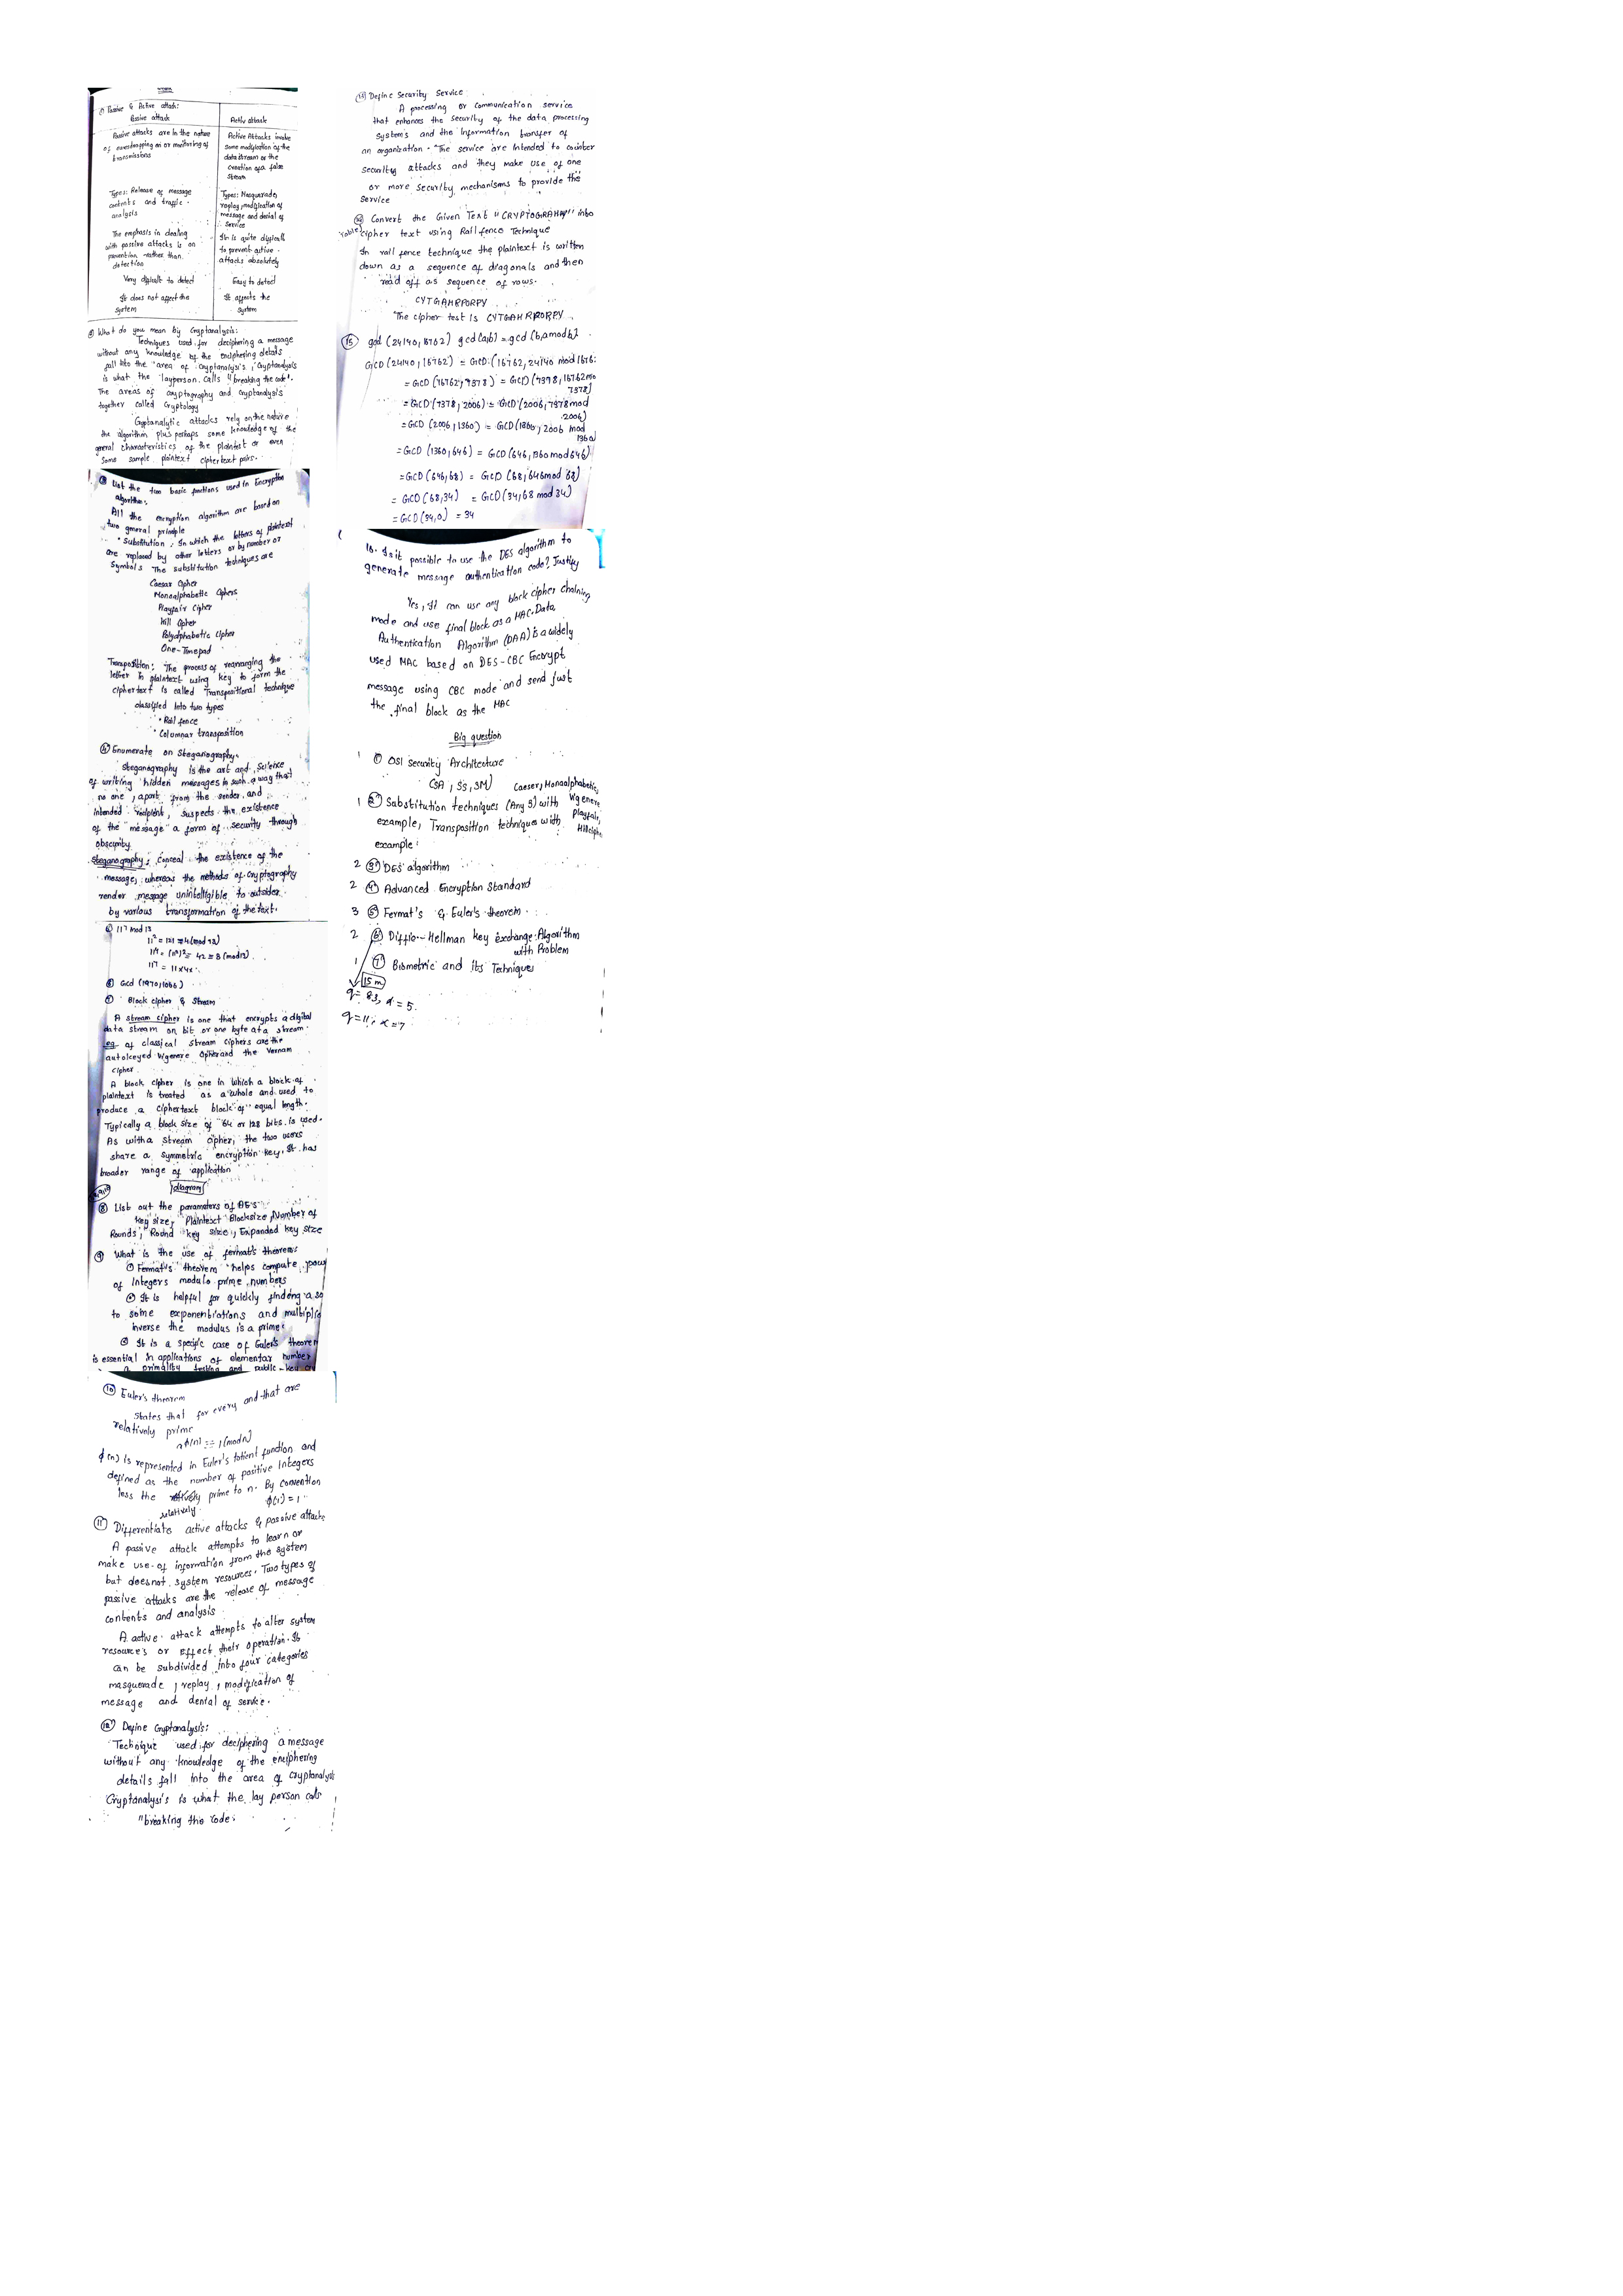 1) Passive & Active attack:
Passive attack
Active attack
Passive attacks are in the nature
of eavesdropping on or monitoring of
transmissions
Active Attacks involve
some modification of the
data stream or the
creation of a false
stream
Types: Release of message
contents and traffic
analysis
Types: Masquerade,
replay, modification of
message and denial of
service
The emphasis in dealing
with passive attacks is on
prevention rather than
detection
It is quite difficult
to prevent active
attacks absolutely
Very difficult to detect
Easy to detect
It does not affect the
system
It affects the
system
2) What do you mean by Cryptanalysis:
Techniques used for deciphering a message
without any knowledge of the enciphering details
fall into the area of Cryptanalysis, Cryptanalysis
is what the layperson calls "breaking the code".
The areas of cryptography and Cryptanalysis
together called Cryptology
Cryptanalytic attacks rely on the nature
the algorithm plus perhaps some knowledge of the
general characteristics of the plaintext or even
Some sample plaintext ciphertext pairs.
3) List the two basic functions used in Encryption
algorithm.
All the encryption algorithm are based on
two general principle
• Substitution: In which the letters of plaintext
are replaced by other letters or by number or
symbols The substitution techniques are
Caesar Cipher
Monoalphabetic Ciphers
Playfair Cipher
Hill Cipher
Polyalphabetic Cipher
One-Timepad
Transposition: The process of rearranging the
letter in plaintext using key to form the
ciphertext is called Transpositional technique
classified into two types
• Rail fence
• Columnar transposition
4) Enumerate on Steganography.
Steganography is the art and science
of writing hidden messages in such a way that
no one, apart from the sender and
intended recipient, suspects the existence
of the "message" a form of security through
obscurity
Steganography: conceal the existence of the
message, whereas the methods of cryptography
render message unintelligible to outsider
by various transformation of the text.
11^7 mod 13
11^2 = 121 ≡ 4 (mod 13)
11^4 = (11^2)^2 ≡ 4^2 ≡ 3 (mod 13)
11^7 = 11x4x
6) Gcd (1970, 1066)
7) Block cipher & Stream
A stream cipher is one that encrypts a digital
data stream on bit or one byte at a stream.
eg of classical stream ciphers are the
autokeyed Vigenere Cipher and the Vernam
cipher.
A block cipher is one in which a block of
plaintext is treated as a whole and used to
produce a ciphertext block of equal length.
Typically a block size of 64 or 128 bits is used.
As with a stream cipher, the two users
share a symmetric encryption key, It has
broader range of application
diagram
8) List out the parameters of AES
key size, Plaintext Blocksize, Number of
Rounds, Round key size, Expanded key size
9) What is the use of fermat's theorem:
1) Fermat's theorem helps compute pow
of Integers modulo prime numbers
2) It is helpful for quickly finding a so
to some exponentiations and multiplic
inverse the modulus is a prime:
3) It is a specific case of Euler's theorem
is essential in applications of elementar number
a primality testing and public-key
10) Euler's theorem
States that for every and that are
relatively prime
a^ϕ(n) == 1 (mod n)
ϕ(n) is represented in Euler's totient function and
defined as the number of positive Integers
less the relatively prime to n. By convention
ϕ(1) = 1
11) Differentiate active attacks & passive attacks
A passive attack attempts to learn or
make use of information from the system
but doesnot system resources. Two types of
passive attacks are the release of message
contents and analysis
A active attack attempts to alter system
resources or effect their operation. It
can be subdivided into four categories
masquerade, replay, modification of
message and denial of service.
12) Define Cryptanalysis:
Technique used for deciphering a message
without any knowledge of the enciphering
details fall into the area of Cryptanalysis
Cryptanalysis is what the lay person calls
"breaking the code.
13) Define Security Service
A processing or communication service
that enhances the security of the data processing
systems and the Information transfer of
an organization. The service are intended to counter
security attacks and they make use of one
or more security mechanisms to provide the
service
14) Convert the Given Text "CRYPTOGRAHPY" into
cipher text using Rail fence Technique
In rail fence technique the plaintext is written
down as a sequence of diagonals and then
read off as sequence of rows.
CYTGAHRPORPY
The cipher test is CYTGAHRPORPY
15) gcd (24140, 16762) gcd (a,b) = gcd (b, a mod b)
GCD (24140, 16762) = GCD (16762, 24140 mod 1676
= GCD (16762, 7378) = GCD (7378, 16762 mo
7378)
= GCD (7378, 2006) = GCD (2006, 7378 mod
2006)
= GCD (2006, 1360) = GCD (1360, 2006 mod
1360)
= GCD (1360, 646) = GCD (646, 1360 mod 646)
= GCD (646, 68) = GCD (68, 646 mod 68)
= GCD (68, 34) = GCD (34, 68 mod 34)
= GCD (34, 0) = 34
16. Is it possible to use the DES algorithm to
generate message authentication code? Justify
Yes, It can use any block cipher chaining
mode and use final block as a MAC. Data
Authentication Algorithm (DAA) is a widely
used MAC based on DES-CBC Encrypt
message using CBC mode and send just
the final block as the MAC
Big question
1 1) OSI security Architecture
(SA, SS, SM)
Caeser, Monoalphabetic,
1 2) Substitution techniques (Any 3) with Vigenere
example, Transposition techniques with Playfair,
Hillciph
example:
2 3) DES algorithm
2 4) Advanced Encryption Standard
3 5) Fermat's & Euler's theorem.
2 6) Diffie-Hellman key exchange: Algorithm
with Problem
1 7) Biometric and its Techniques
15 m
q = 83, α = 5.
q = 11, α = 7